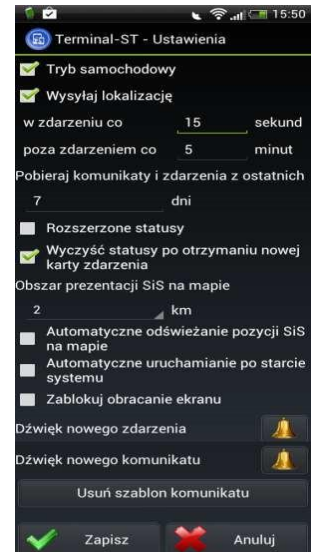 15:50
Terminal-ST - Ustawienia
Tryb samochodowy
Wysyłaj lokalizację
w zdarzeniu co 15 sekund
poza zdarzeniem co 5 minut
Pobieraj komunikaty i zdarzenia z ostatnich
7 dni
Rozszerzone statusy
Wyczyść statusy po otrzymaniu nowej
karty zdarzenia
Obszar prezentacji SiS na mapie
2 km
Automatyczne odświeżanie pozycji SiS
na mapie
Automatyczne uruchamianie po starcie
systemu
Zablokuj obracanie ekranu
Dźwięk nowego zdarzenia
Dźwięk nowego komunikatu
Usuń szablon komunikatu
Zapisz Anuluj